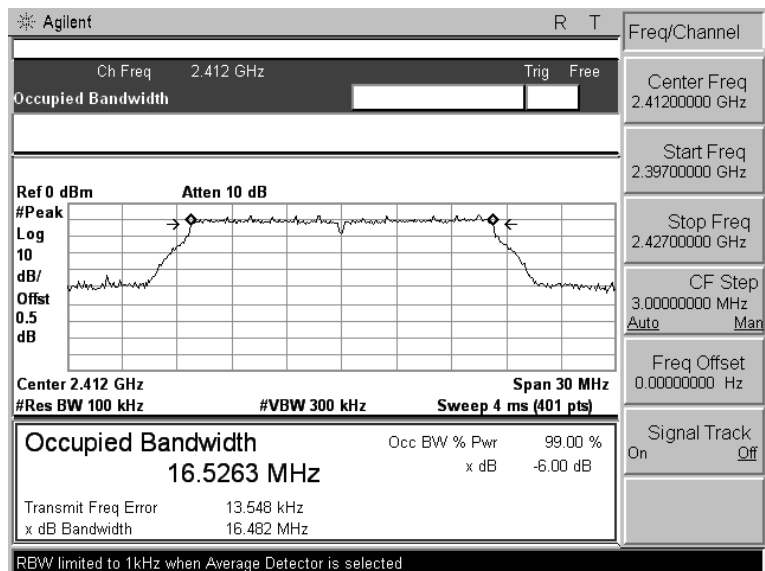 Agilent R T
Freq/Channel
Ch Freq 2.412 GHz Trig Free
Occupied Bandwidth
Center Freq
2.41200000 GHz
Start Freq
2.39700000 GHz
Stop Freq
2.42700000 GHz
CF Step
3.00000000 MHz
Auto Man
Freq Offset
0.00000000 Hz
Signal Track
On Off
Ref 0 dBm Atten 10 dB
#Peak
Log
10
dB/
Offst
0.5
dB
Center 2.412 GHz Span 30 MHz
#Res BW 100 kHz #VBW 300 kHz Sweep 4 ms (401 pts)
Occupied Bandwidth Occ BW % Pwr 99.00 %
16.5263 MHz x dB -6.00 dB
Transmit Freq Error 13.548 kHz
x dB Bandwidth 16.482 MHz
RBW limited to 1kHz when Average Detector is selected